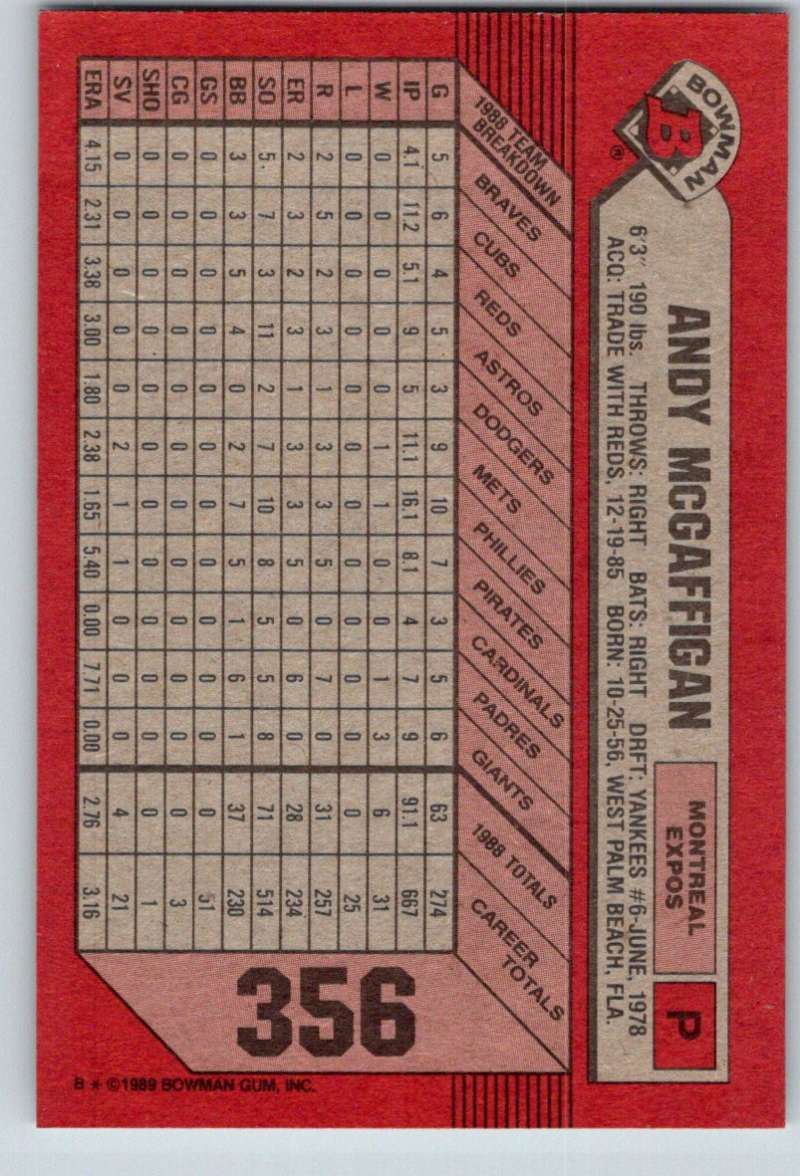 BOWMAN
B
®
ANDY McGAFFIGAN
MONTREAL
EXPOS
P
6'3" 190 lbs. THROWS: RIGHT BATS: RIGHT DRFT: YANKEES #6-JUNE, 1978
ACQ: TRADE WITH REDS, 12-19-85 BORN: 10-25-56, WEST PALM BEACH, FLA.
1988 TEAM
BREAKDOWN
BRAVES CUBS REDS ASTROS DODGERS METS PHILLIES PIRATES CARDINALS PADRES GIANTS 1988 TOTALS CAREER
TOTALS
G 5 6 4 5 3 9 10 7 3 5 6 63 274
IP 4.1 11.2 5.1 9 5 11.1 16.1 8.1 4 7 9 91.1 667
W 0 0 0 0 0 1 1 0 0 1 3 6 31
L 0 0 0 0 0 0 0 0 0 0 0 0 25
R 2 5 2 3 1 3 3 5 0 7 0 31 257
ER 2 3 2 3 1 3 3 5 0 6 0 28 234
SO 5 7 3 11 2 7 10 8 5 5 8 71 514
BB 3 3 5 4 0 2 7 5 1 6 1 37 230
GS 0 0 0 0 0 0 0 0 0 0 0 0 51
CG 0 0 0 0 0 0 0 0 0 0 0 0 3
SHO 0 0 0 0 0 0 0 0 0 0 0 0 1
SV 0 0 0 0 0 2 1 1 0 0 0 4 21
ERA 4.15 2.31 3.38 3.00 1.80 2.38 1.65 5.40 0.00 7.71 0.00 2.76 3.16
356
B * ©1989 BOWMAN GUM, INC.